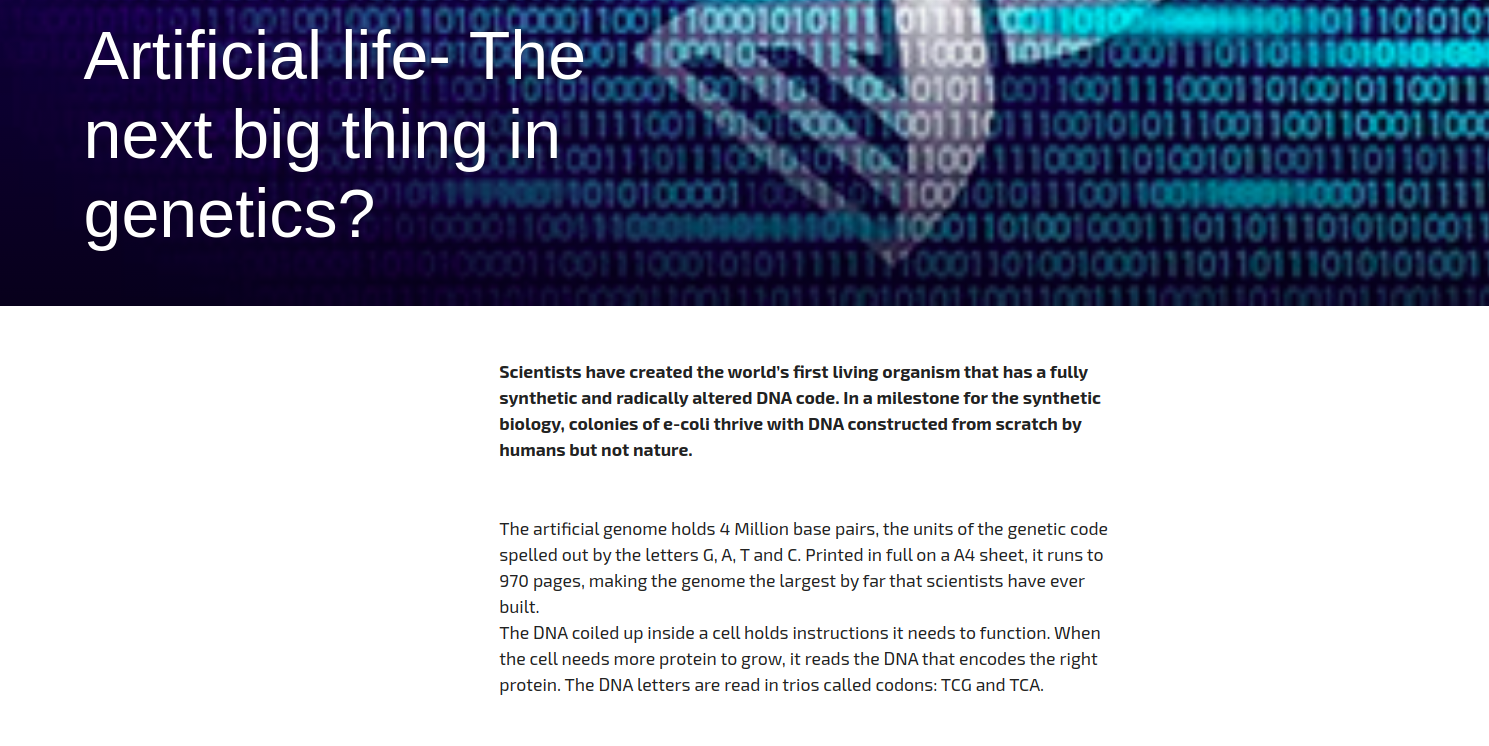 Artificial life- The
next big thing in
genetics?
Scientists have created the world's first living organism that has a fully
synthetic and radically altered DNA code. In a milestone for the synthetic
biology, colonies of e-coli thrive with DNA constructed from scratch by
humans but not nature.
The artificial genome holds 4 Million base pairs, the units of the genetic code
spelled out by the letters G, A, T and C. Printed in full on a A4 sheet, it runs to
970 pages, making the genome the largest by far that scientists have ever
built.
The DNA coiled up inside a cell holds instructions it needs to function. When
the cell needs more protein to grow, it reads the DNA that encodes the right
protein. The DNA letters are read in trios called codons: TCG and TCA.